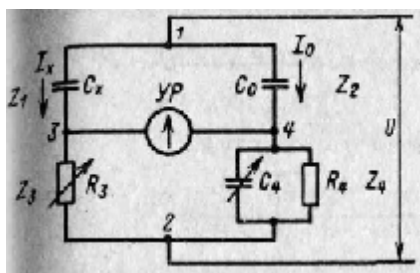 1
Iₓ
I₀
Z₁
Cₓ
УР
C₀
Z₂
U
3
4
Z₃
R₃
C₄
R₄
Z₄
2